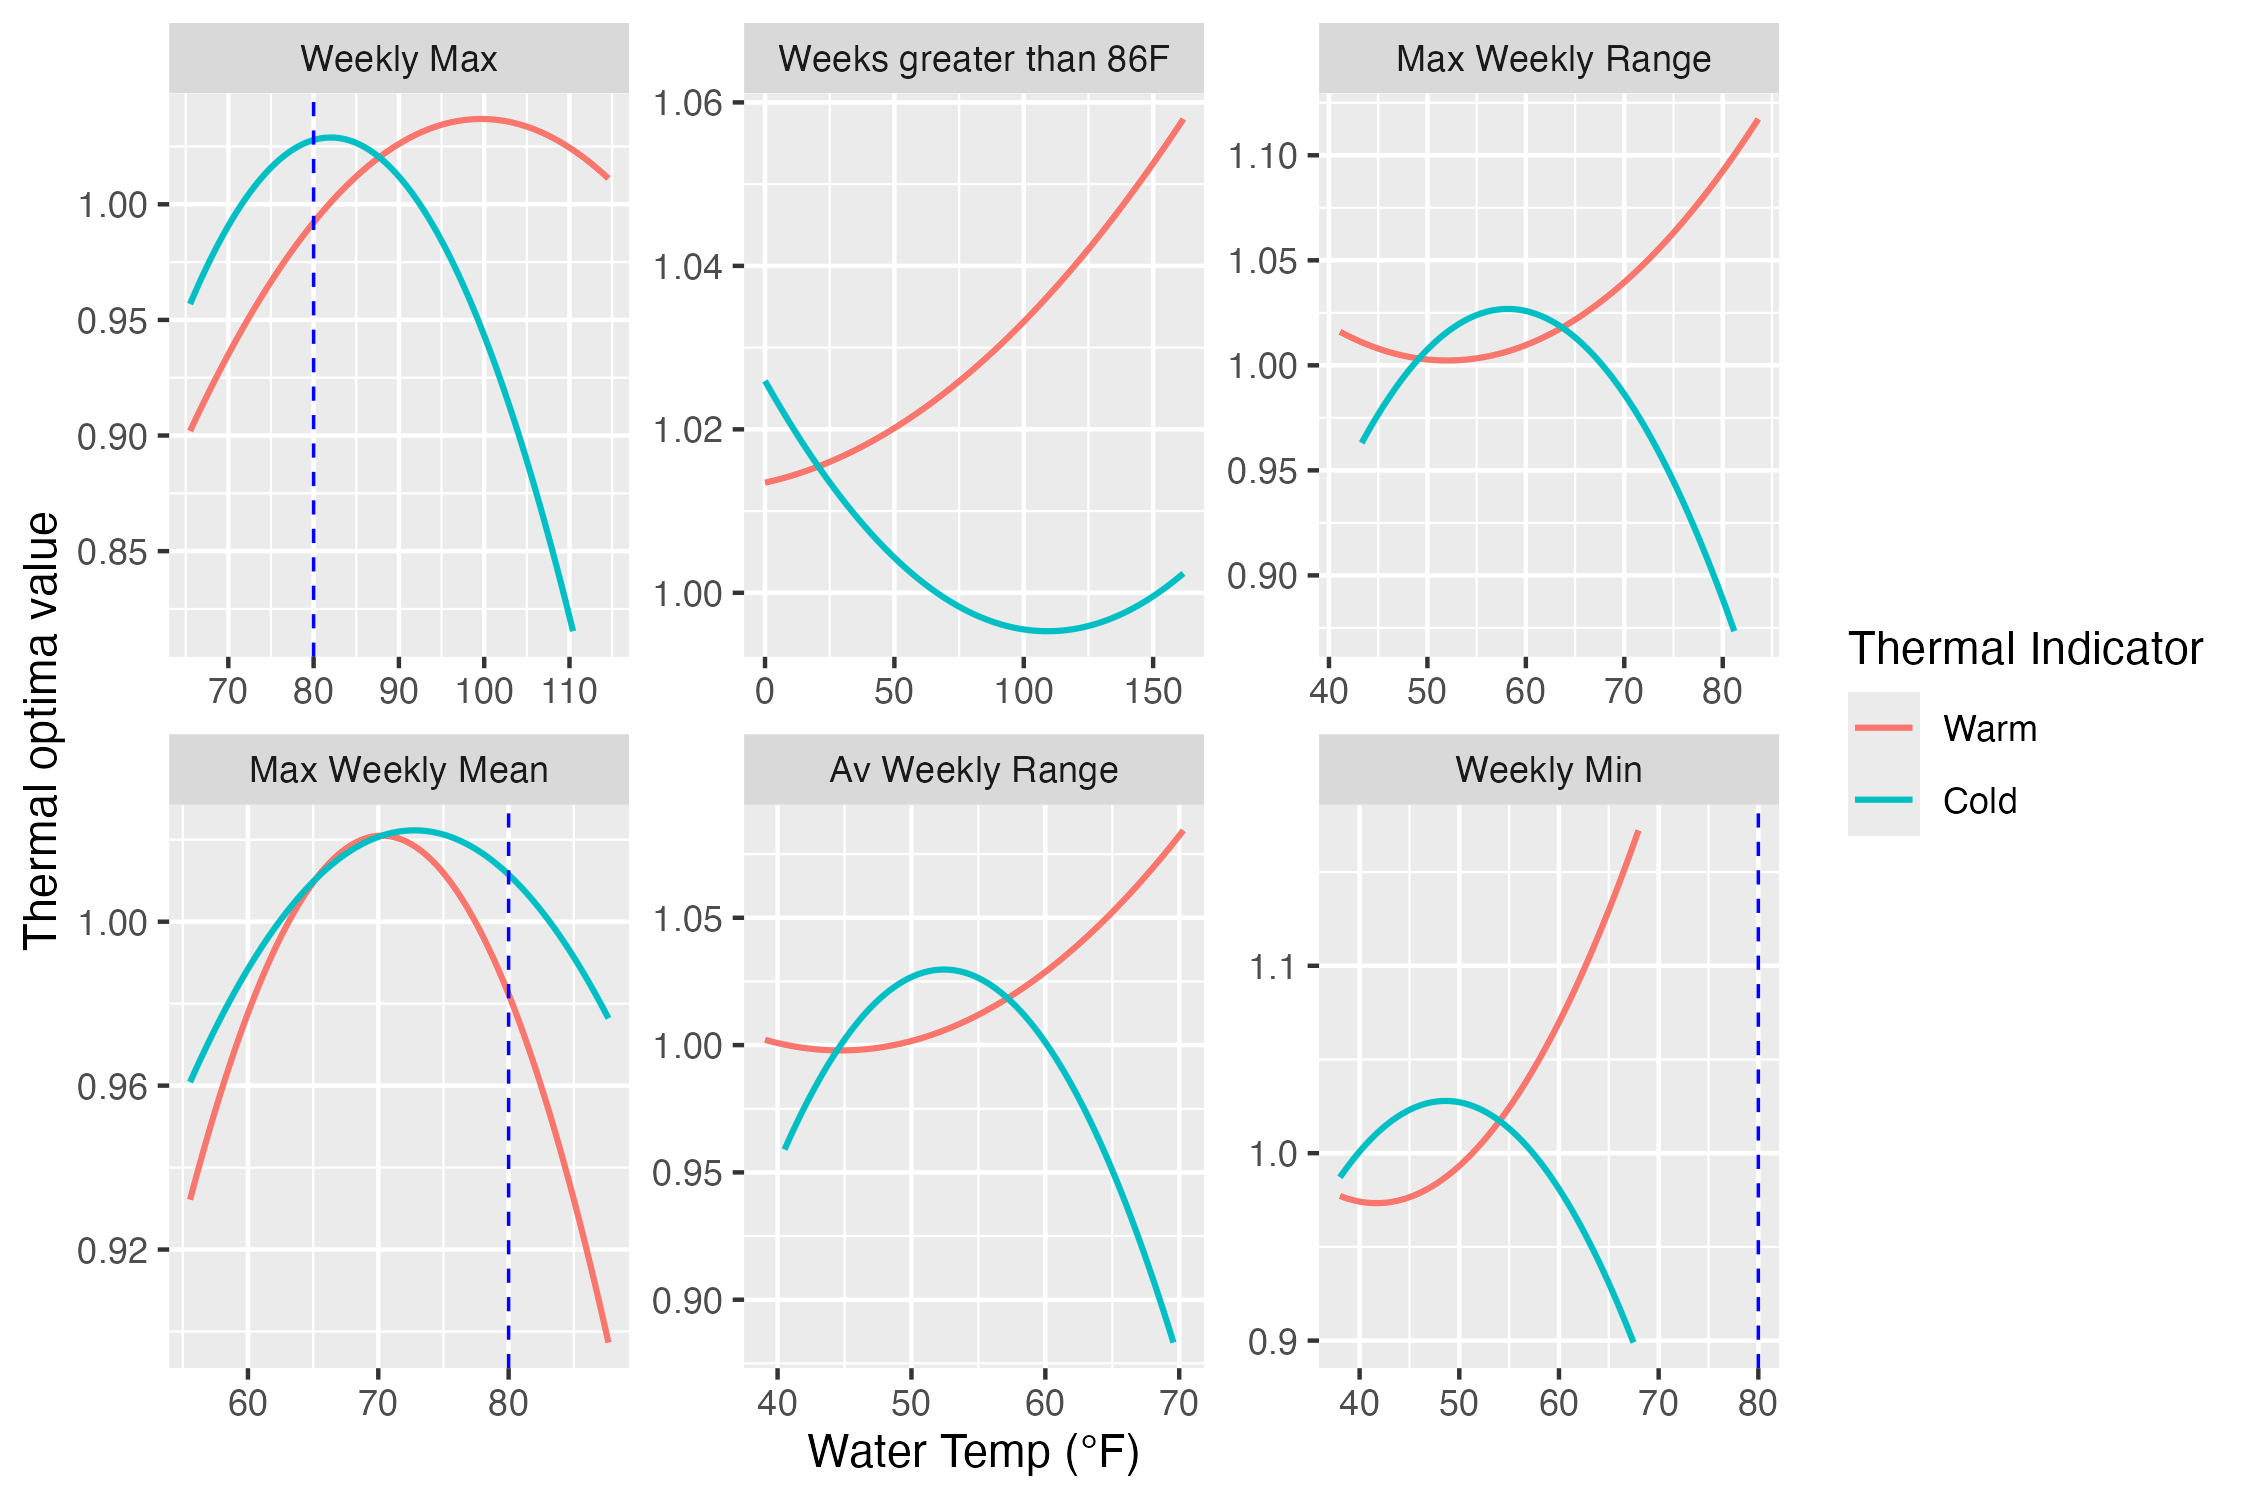 Weekly Max
Weeks greater than 86F
Max Weekly Range
1.00
0.95
0.90
0.85
70 80 90 100 110
1.06
1.04
1.02
1.00
0 50 100 150
1.10
1.05
1.00
0.95
0.90
40 50 60 70 80
Max Weekly Mean
Av Weekly Range
Weekly Min
1.00
0.96
0.92
60 70 80
1.05
1.00
0.95
0.90
40 50 60 70
1.1
1.0
0.9
40 50 60 70 80
Thermal optima value
Water Temp (°F)
Thermal Indicator
Warm
Cold